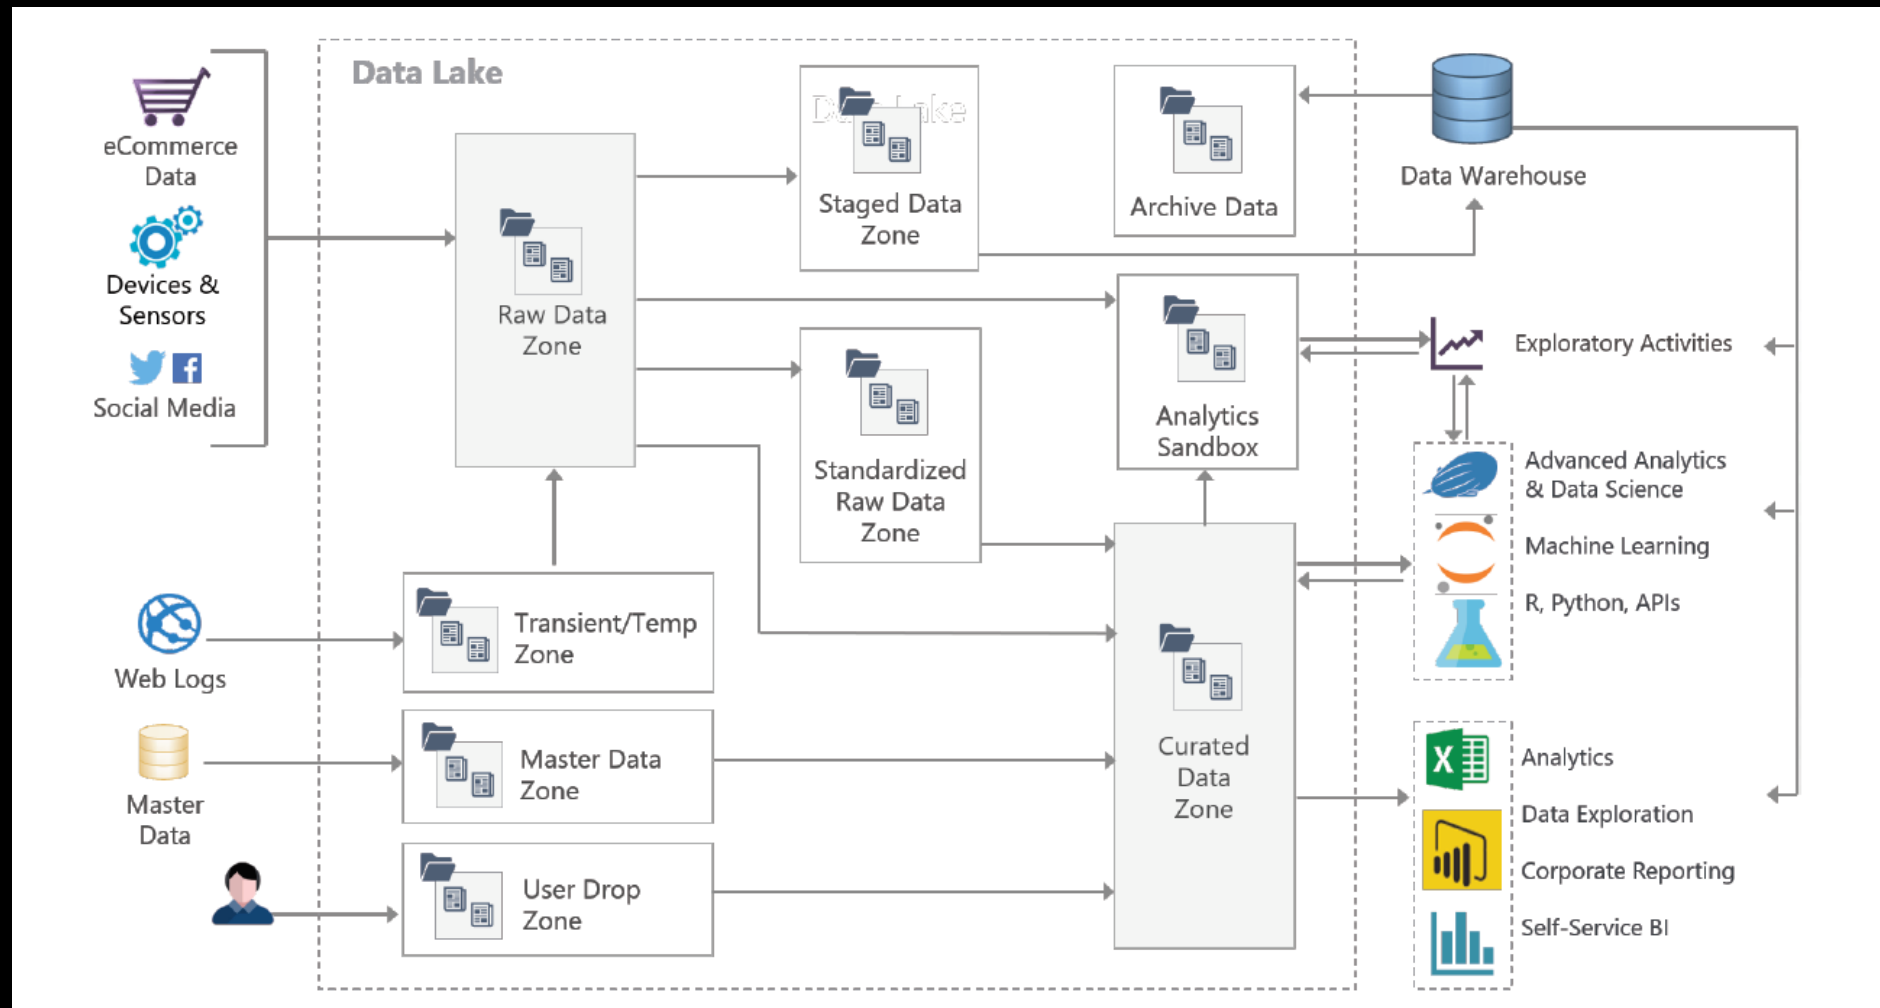 Data Lake
eCommerce
Data
Devices &
Sensors
Social Media
Web Logs
Master
Data
Raw Data
Zone
Transient/Temp
Zone
Master Data
Zone
User Drop
Zone
Data Lake
Staged Data
Zone
Standardized
Raw Data
Zone
Archive Data
Analytics
Sandbox
Curated
Data
Zone
Data Warehouse
Exploratory Activities
Advanced Analytics
& Data Science
Machine Learning
R, Python, APIs
X
Analytics
Data Exploration
Corporate Reporting
Self-Service BI